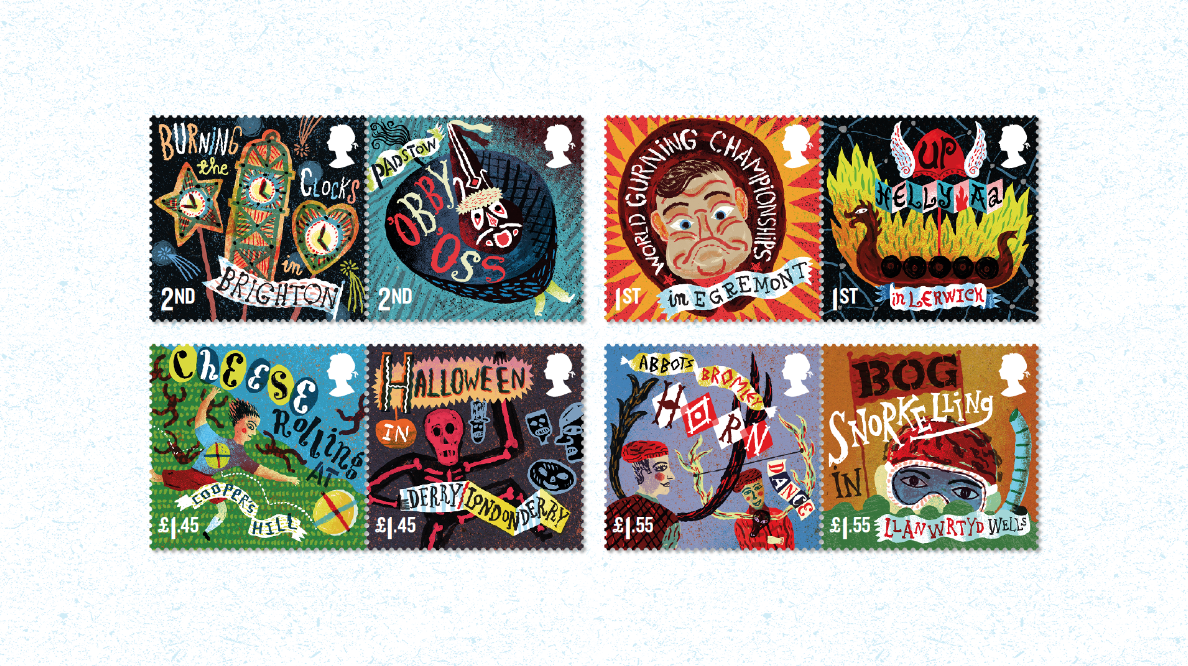 BURNING
the
CLOCKS
in
BRIGHTON
2ND
PADSTOW
'OBBY
'OSS
2ND
WORLD GURNING CHAMPIONSHIPS
in EGREMONT
1ST
UP
HELLY Aa
in LERWICK
1ST
CHEESE
Rolling
AT
COOPER'S
HILL
£1.45
HALLOWEEN
IN
DERRY/LONDONDERRY
£1.45
ABBOTS
BROMLEY
HORN
DANCE
£1.55
BOG
SNORKELLING
IN
LLANWRTYD WELLS
£1.55